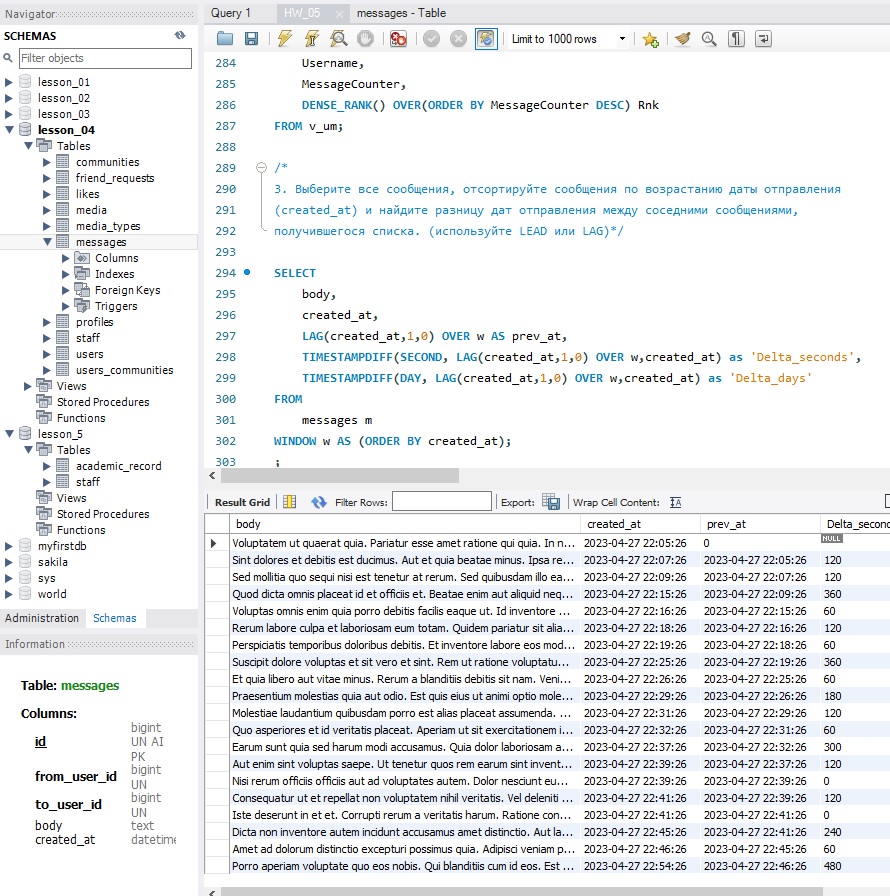 Navigator
SCHEMAS
Filter objects
lesson_01
lesson_02
lesson_03
lesson_04
Tables
communities
friend_requests
likes
media
media_types
messages
Columns
Indexes
Foreign Keys
Triggers
profiles
staff
users
users_communities
Views
Stored Procedures
Functions
lesson_5
Tables
academic_record
staff
Views
Stored Procedures
Functions
myfirstdb
sakila
sys
world
Administration Schemas
Information
Table: messages
Columns:
id bigint UN AI PK
from_user_id bigint UN
to_user_id bigint UN
body text
created_at datetime
Query 1 HW_05 messages - Table
Limit to 1000 rows
284 Username,
285 MessageCounter,
286 DENSE_RANK() OVER(ORDER BY MessageCounter DESC) Rnk
287 FROM v_um;
288
289 /*
290 3. Выберите все сообщения, отсортируйте сообщения по возрастанию даты отправления
291 (created_at) и найдите разницу дат отправления между соседними сообщениями,
292 получившегося списка. (используйте LEAD или LAG)*/
293
294 SELECT
295 body,
296 created_at,
297 LAG(created_at,1,0) OVER w AS prev_at,
298 TIMESTAMPDIFF(SECOND, LAG(created_at,1,0) OVER w,created_at) as 'Delta_seconds',
299 TIMESTAMPDIFF(DAY, LAG(created_at,1,0) OVER w,created_at) as 'Delta_days'
300 FROM
301 messages m
302 WINDOW w AS (ORDER BY created_at);
303 ;
Result Grid Filter Rows: Export: Wrap Cell Content:
body created_at prev_at Delta_second
Voluptatem ut quaerat quia. Pariatur esse amet ratione qui quia. In n... 2023-04-27 22:05:26 0 NULL
Sint dolores et debitis est ducimus. Aut et quia beatae minus. Ipsa re... 2023-04-27 22:07:26 2023-04-27 22:05:26 120
Sed mollitia quo sequi nisi est tenetur at rerum. Sed quibusdam illo ea... 2023-04-27 22:09:26 2023-04-27 22:07:26 120
Quod dicta omnis placeat id et officiis et. Beatae enim aut aliquid neq... 2023-04-27 22:15:26 2023-04-27 22:09:26 360
Voluptas omnis enim quia porro debitis facilis eaque ut. Id inventore ... 2023-04-27 22:16:26 2023-04-27 22:15:26 60
Rerum labore culpa et laboriosam eum totam. Quidem pariatur sit alia... 2023-04-27 22:18:26 2023-04-27 22:16:26 120
Perspiciatis temporibus doloribus debitis. Et inventore labore eos mod... 2023-04-27 22:19:26 2023-04-27 22:18:26 60
Suscipit dolore voluptas et sit vero et sint. Rem ut ratione voluptatu... 2023-04-27 22:25:26 2023-04-27 22:19:26 360
Et quia libero aut vitae minus. Rerum a blanditiis debitis sit nam. Veni... 2023-04-27 22:26:26 2023-04-27 22:25:26 60
Praesentium molestias quia aut odio. Est quis eius ut animi optio mole... 2023-04-27 22:29:26 2023-04-27 22:26:26 180
Molestiae laudantium quibusdam porro est alias placeat assumenda. ... 2023-04-27 22:31:26 2023-04-27 22:29:26 120
Quo asperiores et id veritatis placeat. Aperiam ut sit exercitationem i... 2023-04-27 22:32:26 2023-04-27 22:31:26 60
Earum sunt quia sed harum modi accusamus. Quia dolor laboriosam a... 2023-04-27 22:37:26 2023-04-27 22:32:26 300
Aut enim sint voluptas saepe. Ut tenetur quos rem earum sint invent... 2023-04-27 22:39:26 2023-04-27 22:37:26 120
Nisi rerum officiis officiis aut ad voluptates autem. Dolor nesciunt eu... 2023-04-27 22:39:26 2023-04-27 22:39:26 0
Consequatur ut et repellat non voluptatem nihil veritatis. Vel deleniti ... 2023-04-27 22:41:26 2023-04-27 22:39:26 120
Iste deserunt in et et. Corrupti rerum a veritatis harum. Ratione con... 2023-04-27 22:41:26 2023-04-27 22:41:26 0
Dicta non inventore autem incidunt accusamus amet distinctio. Aut la... 2023-04-27 22:45:26 2023-04-27 22:41:26 240
Amet ad dolorum distinctio excepturi possimus quia. Adipisci veniam p... 2023-04-27 22:46:26 2023-04-27 22:45:26 60
Porro aperiam voluptate quo eos nobis. Qui blanditiis cum id eos. Est ... 2023-04-27 22:54:26 2023-04-27 22:46:26 480